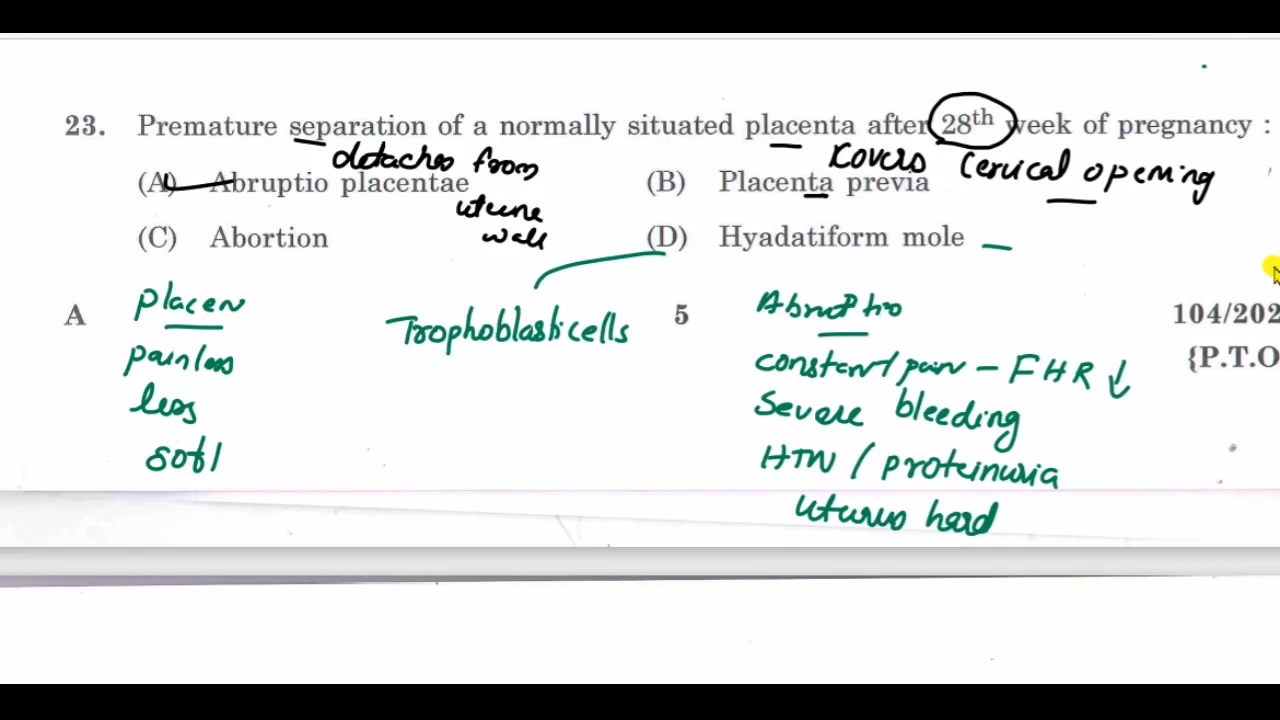 23. Premature separation of a normally situated placenta after 28th week of pregnancy :
detaches from
covers cervical opening
(A) Abruptio placentae
(B) Placenta previa
uterine
wall
(C) Abortion
(D) Hyadatiform mole
A
placen
painless
less
soft
Trophoblastic cells
5
Abruptio
constant pain - FHR ↓
Severe bleeding
HTN / proteinuria
uterus hard
104/202
{P.T.O